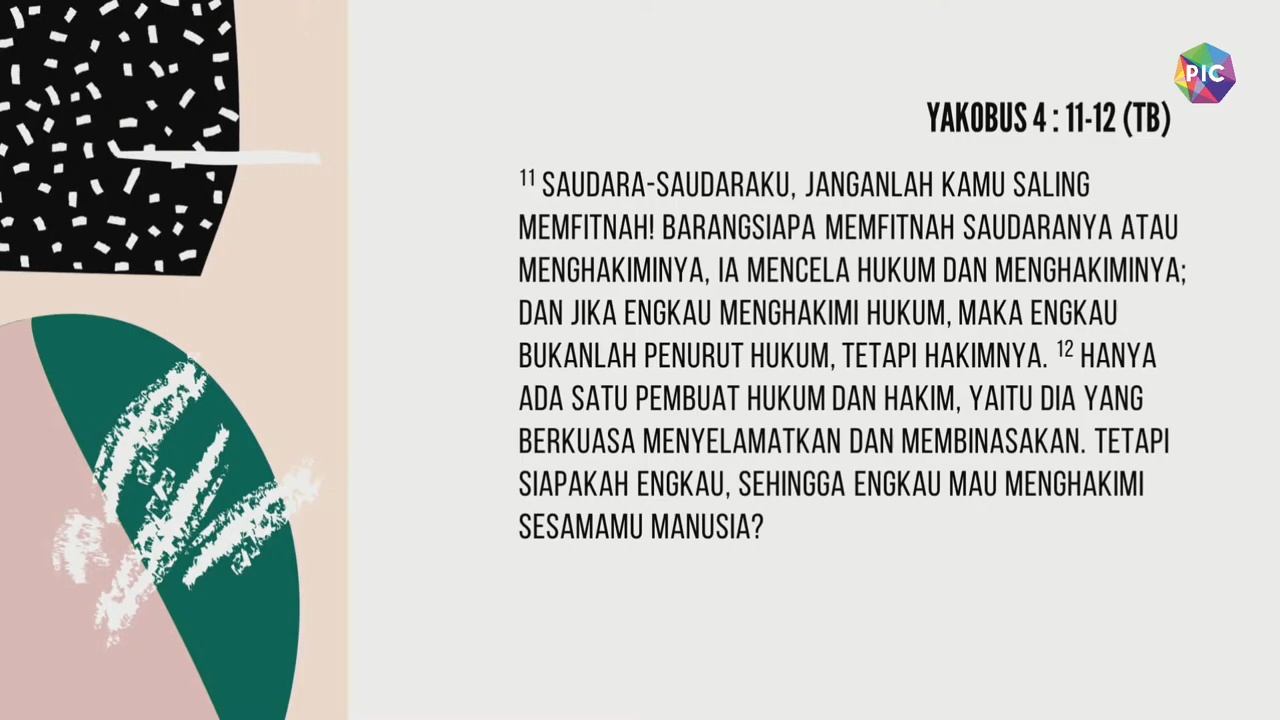 PIC
YAKOBUS 4 : 11-12 (TB)
11 SAUDARA-SAUDARAKU, JANGANLAH KAMU SALING
MEMFITNAH! BARANGSIAPA MEMFITNAH SAUDARANYA ATAU
MENGHAKIMINYA, IA MENCELA HUKUM DAN MENGHAKIMINYA;
DAN JIKA ENGKAU MENGHAKIMI HUKUM, MAKA ENGKAU
BUKANLAH PENURUT HUKUM, TETAPI HAKIMNYA. 12 HANYA
ADA SATU PEMBUAT HUKUM DAN HAKIM, YAITU DIA YANG
BERKUASA MENYELAMATKAN DAN MEMBINASAKAN. TETAPI
SIAPAKAH ENGKAU, SEHINGGA ENGKAU MAU MENGHAKIMI
SESAMAMU MANUSIA?